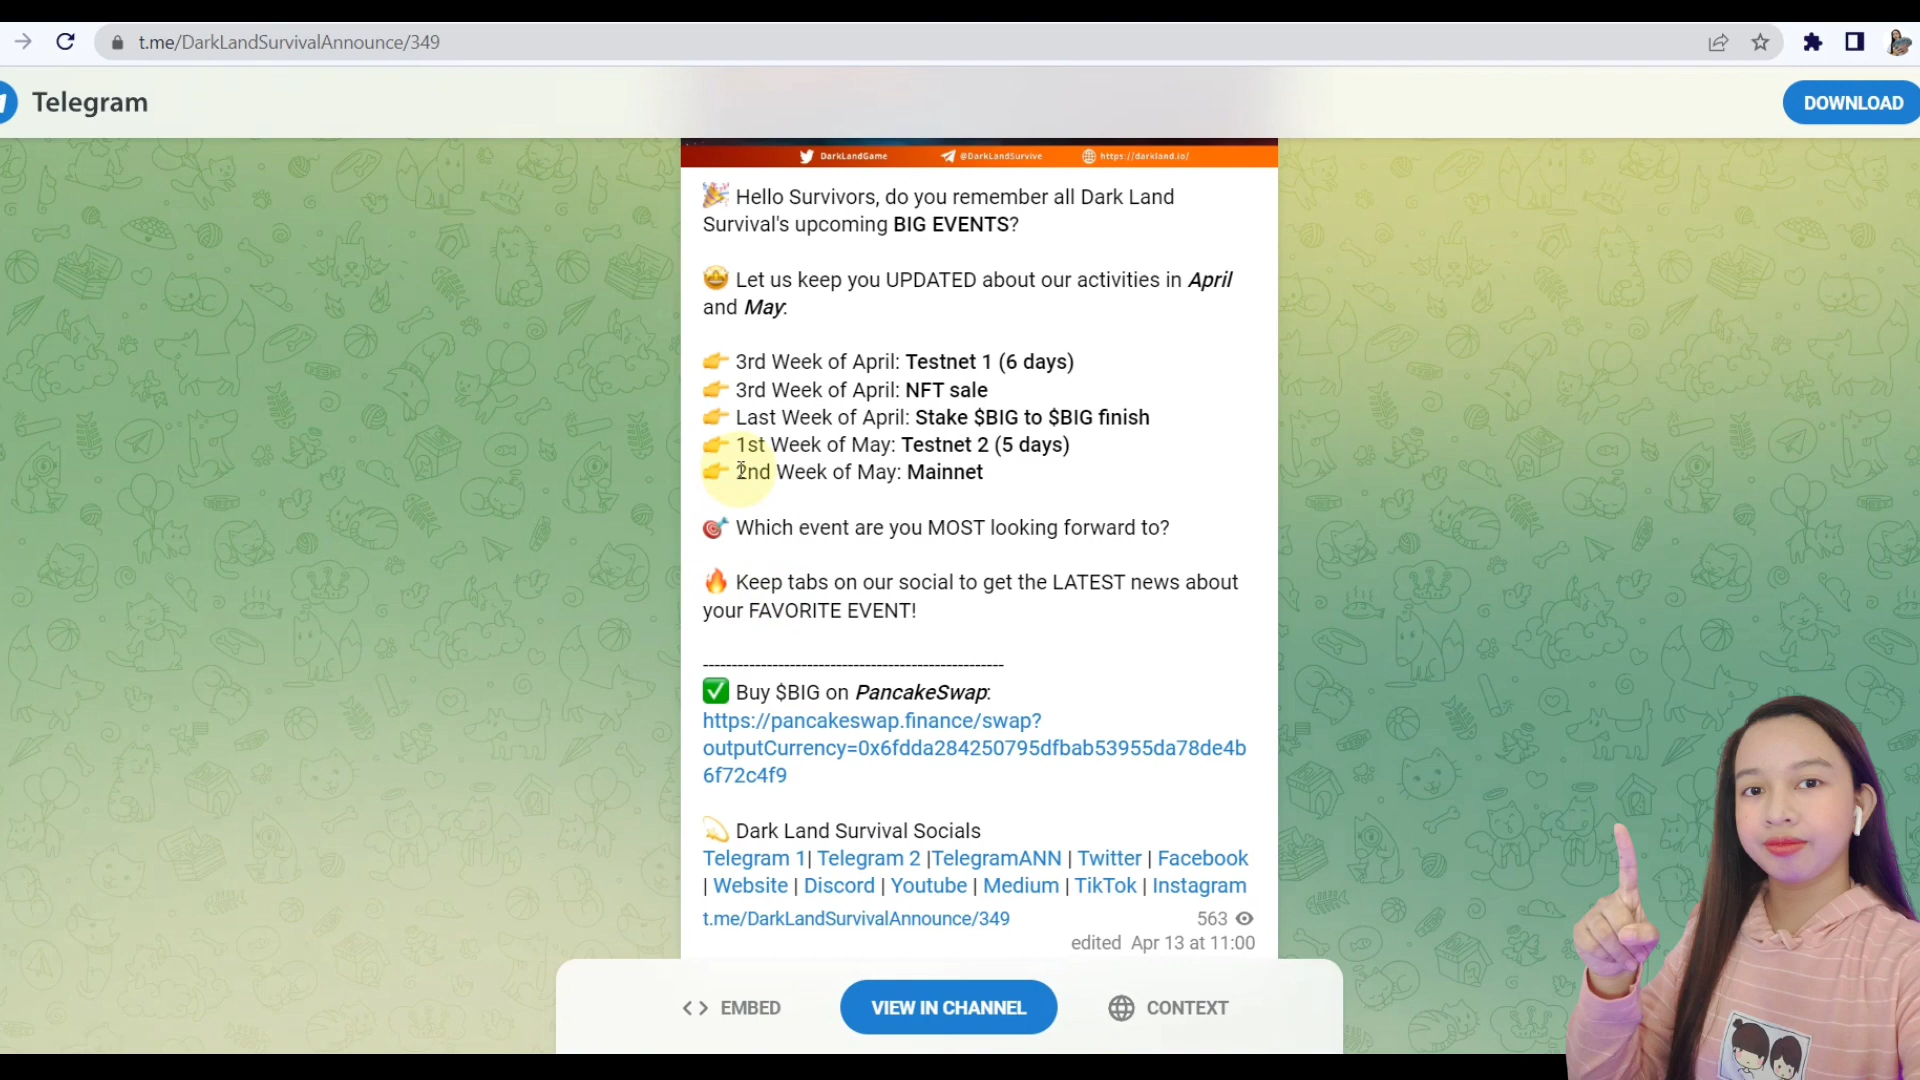 t.me/DarkLandSurvivalAnnounce/349
Telegram
DOWNLOAD
DarkLandGame @DarkLandSurvive https://darkland.io/
🎉 Hello Survivors, do you remember all Dark Land
Survival's upcoming BIG EVENTS?
🤩 Let us keep you UPDATED about our activities in April
and May:
👉 3rd Week of April: Testnet 1 (6 days)
👉 3rd Week of April: NFT sale
👉 Last Week of April: Stake $BIG to $BIG finish
👉 1st Week of May: Testnet 2 (5 days)
👉 2nd Week of May: Mainnet
🎯 Which event are you MOST looking forward to?
🔥 Keep tabs on our social to get the LATEST news about
your FAVORITE EVENT!
----------------------------------------------------
✅ Buy $BIG on PancakeSwap:
https://pancakeswap.finance/swap?
outputCurrency=0x6fdda284250795dfbab53955da78de4b
6f72c4f9
💫 Dark Land Survival Socials
Telegram 1| Telegram 2 |TelegramANN | Twitter | Facebook
| Website | Discord | Youtube | Medium | TikTok | Instagram
t.me/DarkLandSurvivalAnnounce/349 563
edited Apr 13 at 11:00
EMBED VIEW IN CHANNEL CONTEXT